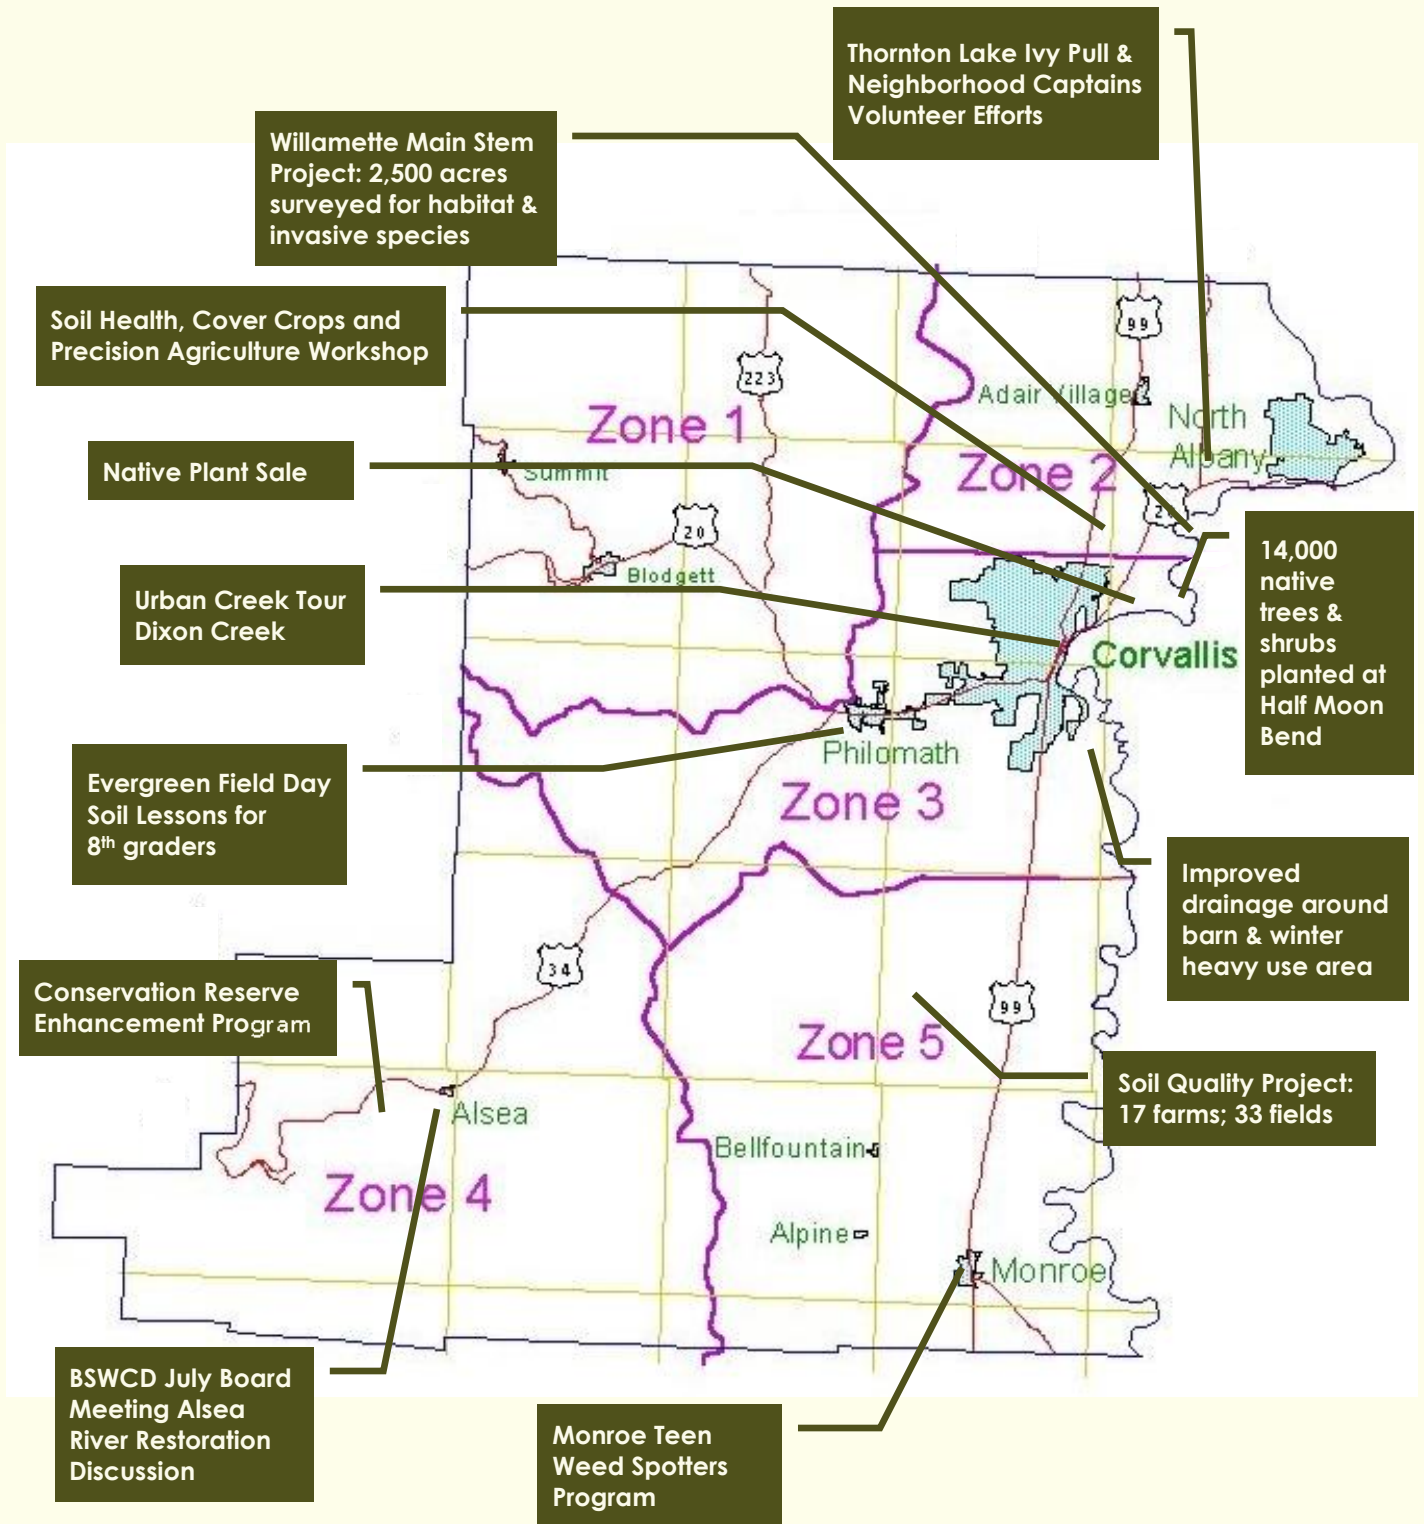 Thornton Lake Ivy Pull &
Neighborhood Captains
Volunteer Efforts
Willamette Main Stem
Project: 2,500 acres
surveyed for habitat &
invasive species
Soil Health, Cover Crops and
Precision Agriculture Workshop
99
223
Adair Village
North
Albany
Zone 1
Native Plant Sale
Summit
Zone 2
20
20
Blodgett
14,000
native
trees &
shrubs
planted at
Half Moon
Bend
Urban Creek Tour
Dixon Creek
Corvallis
Philomath
Evergreen Field Day
Soil Lessons for
8th graders
Zone 3
Improved
drainage around
barn & winter
heavy use area
34
Conservation Reserve
Enhancement Program
99
Zone 5
Soil Quality Project:
17 farms; 33 fields
Alsea
Bellfountain
Zone 4
Alpine
Monroe
BSWCD July Board
Meeting Alsea
River Restoration
Discussion
Monroe Teen
Weed Spotters
Program